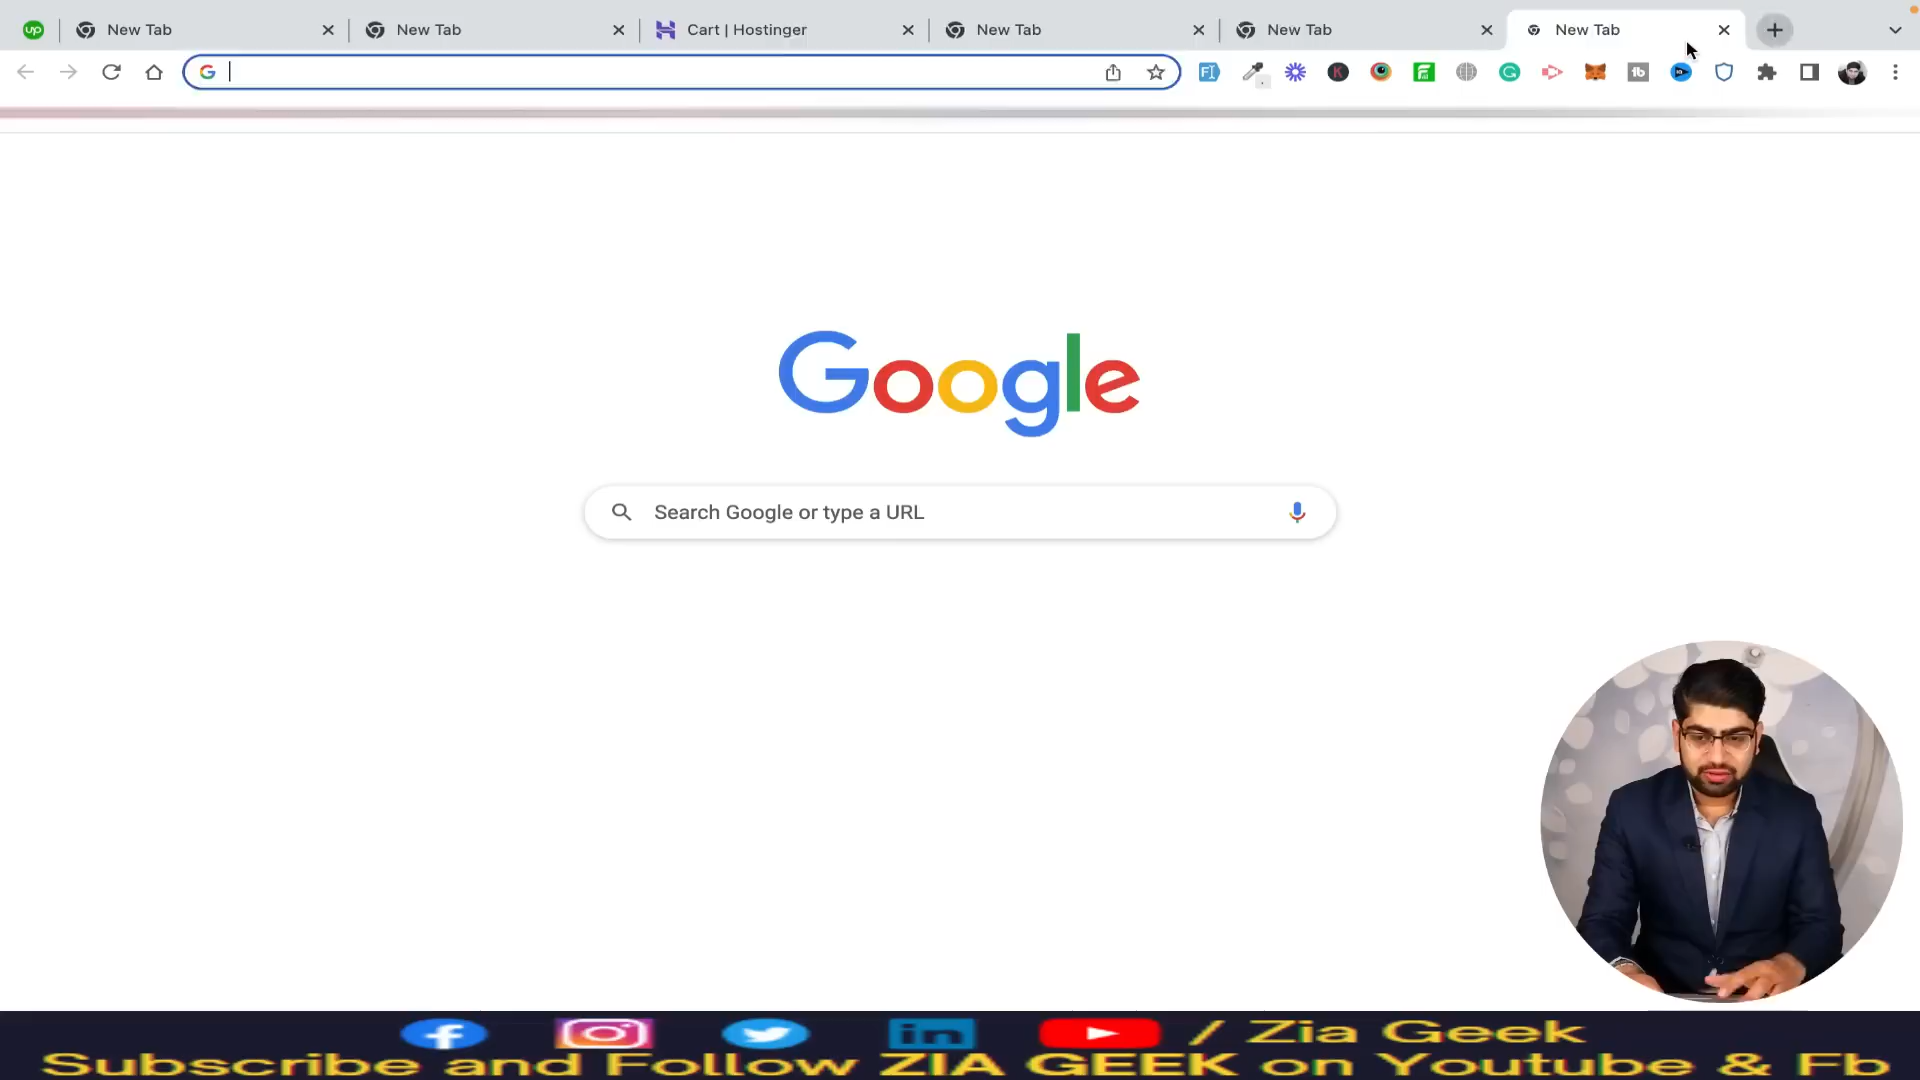 up New Tab New Tab Cart | Hostinger New Tab New Tab New Tab
Google
Search Google or type a URL
/ Zia Geek
Subscribe and Follow ZIA GEEK on Youtube & Fb